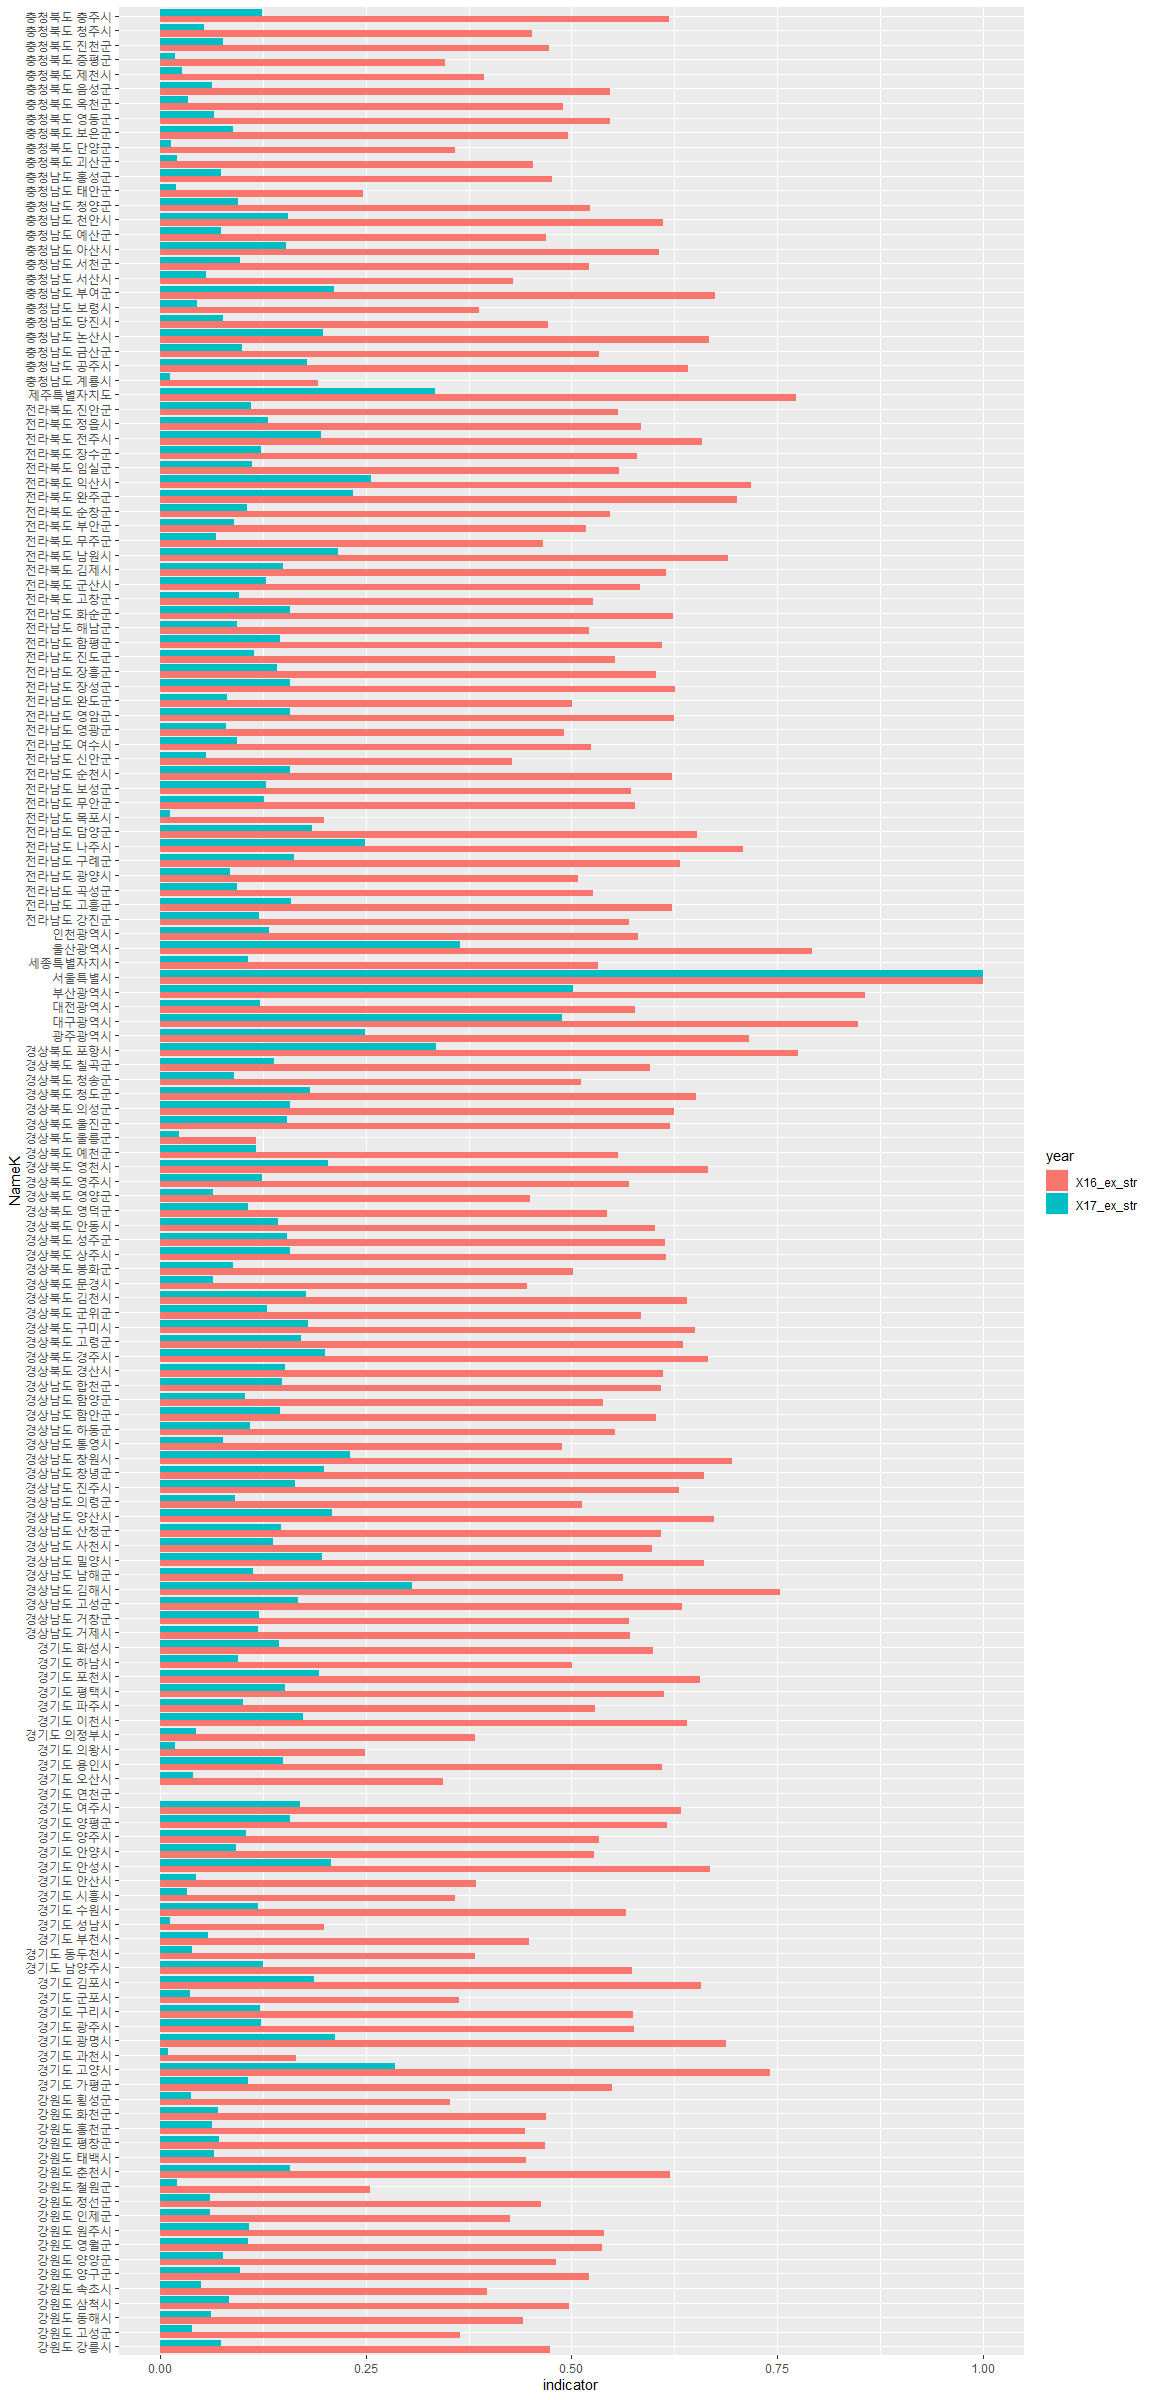 충청북도 충주시
충청북도 청주시
충청북도 진천군
충청북도 증평군
충청북도 제천시
충청북도 음성군
충청북도 옥천군
충청북도 영동군
충청북도 보은군
충청북도 단양군
충청북도 괴산군
충청남도 홍성군
충청남도 태안군
충청남도 청양군
충청남도 천안시
충청남도 예산군
충청남도 아산시
충청남도 서천군
충청남도 서산시
충청남도 부여군
충청남도 보령시
충청남도 당진시
충청남도 논산시
충청남도 금산군
충청남도 공주시
충청남도 계룡시
제주특별자치도
전라북도 진안군
전라북도 정읍시
전라북도 전주시
전라북도 장수군
전라북도 임실군
전라북도 익산시
전라북도 완주군
전라북도 순창군
전라북도 부안군
전라북도 무주군
전라북도 남원시
전라북도 김제시
전라북도 군산시
전라북도 고창군
전라남도 화순군
전라남도 해남군
전라남도 함평군
전라남도 진도군
전라남도 장흥군
전라남도 장성군
전라남도 완도군
전라남도 영암군
전라남도 영광군
전라남도 여수시
전라남도 신안군
전라남도 순천시
전라남도 보성군
전라남도 무안군
전라남도 목포시
전라남도 담양군
전라남도 나주시
전라남도 구례군
전라남도 광양시
전라남도 곡성군
전라남도 고흥군
전라남도 강진군
인천광역시
울산광역시
세종특별자치시
서울특별시
부산광역시
대전광역시
대구광역시
광주광역시
경상북도 포항시
경상북도 칠곡군
경상북도 청송군
경상북도 청도군
경상북도 의성군
경상북도 울진군
경상북도 울릉군
경상북도 예천군
경상북도 영천시
경상북도 영주시
경상북도 영양군
경상북도 영덕군
경상북도 안동시
경상북도 성주군
경상북도 상주시
경상북도 봉화군
경상북도 문경시
경상북도 김천시
경상북도 군위군
경상북도 구미시
경상북도 고령군
경상북도 경주시
경상북도 경산시
경상남도 합천군
경상남도 함양군
경상남도 함안군
경상남도 하동군
경상남도 통영시
경상남도 창원시
경상남도 창녕군
경상남도 진주시
경상남도 의령군
경상남도 양산시
경상남도 산청군
경상남도 사천시
경상남도 밀양시
경상남도 남해군
경상남도 김해시
경상남도 고성군
경상남도 거창군
경상남도 거제시
경기도 화성시
경기도 하남시
경기도 포천시
경기도 평택시
경기도 파주시
경기도 이천시
경기도 의정부시
경기도 의왕시
경기도 용인시
경기도 오산시
경기도 연천군
경기도 여주시
경기도 양평군
경기도 양주시
경기도 안양시
경기도 안성시
경기도 안산시
경기도 시흥시
경기도 수원시
경기도 성남시
경기도 부천시
경기도 동두천시
경기도 남양주시
경기도 김포시
경기도 군포시
경기도 구리시
경기도 광주시
경기도 광명시
경기도 과천시
경기도 고양시
경기도 가평군
강원도 횡성군
강원도 화천군
강원도 홍천군
강원도 평창군
강원도 태백시
강원도 춘천시
강원도 철원군
강원도 정선군
강원도 인제군
강원도 원주시
강원도 영월군
강원도 양양군
강원도 양구군
강원도 속초시
강원도 삼척시
강원도 동해시
강원도 고성군
강원도 강릉시
NameK
0.00 0.25 0.50 0.75 1.00
indicator
year
X16_ex_str
X17_ex_str